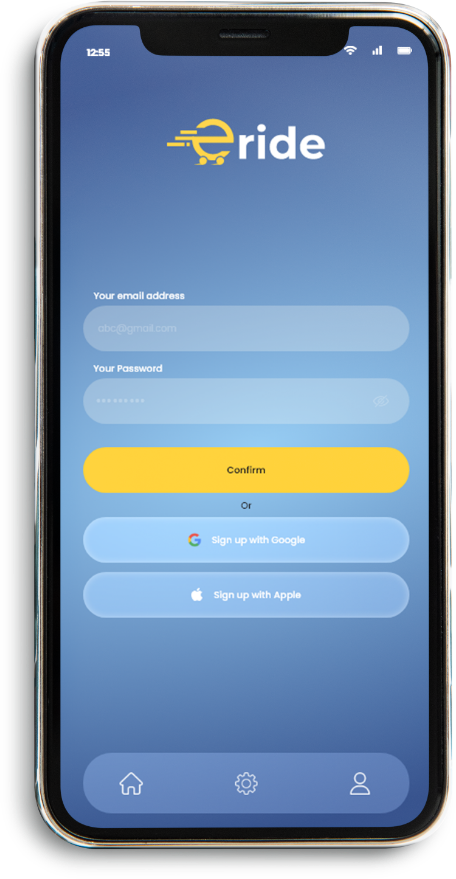 12:55
eride
Your email address
abc@gmail.com
Your Password
Confirm
Or
Sign up with Google
Sign up with Apple